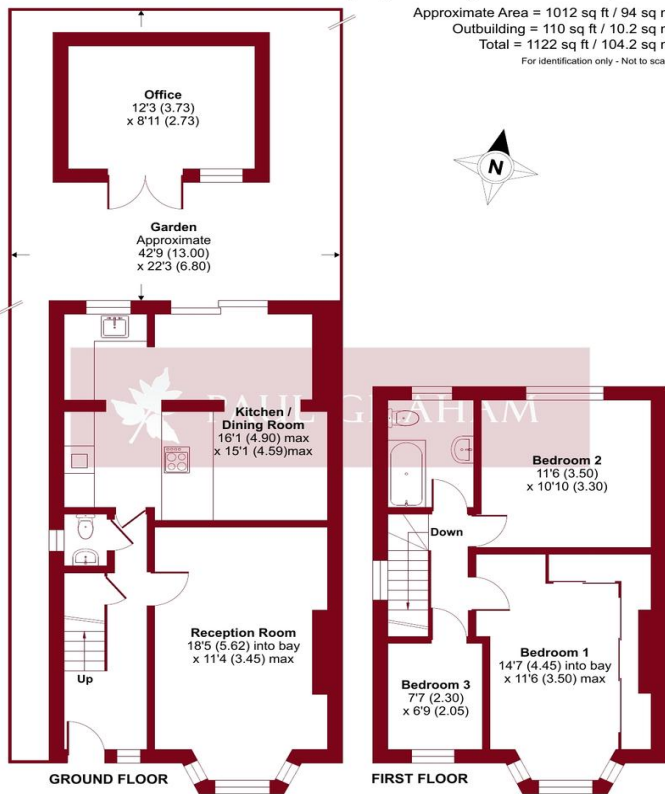 Approximate Area = 1012 sq ft / 94 sq m
Outbuilding = 110 sq ft / 10.2 sq m
Total = 1122 sq ft / 104.2 sq m
For identification only - Not to scale
Office
12'3 (3.73)
x 8'11 (2.73)
N
Garden
Approximate
42'9 (13.00)
x 22'3 (6.80)
PAUL GRAHAM
Kitchen /
Dining Room
16'1 (4.90) max
x 15'1 (4.59)max
Bedroom 2
11'6 (3.50)
x 10'10 (3.30)
Down
Reception Room
18'5 (5.62) into bay
x 11'4 (3.45) max
Up
Bedroom 1
14'7 (4.45) into bay
x 11'6 (3.50) max
Bedroom 3
7'7 (2.30)
x 6'9 (2.05)
GROUND FLOOR
FIRST FLOOR